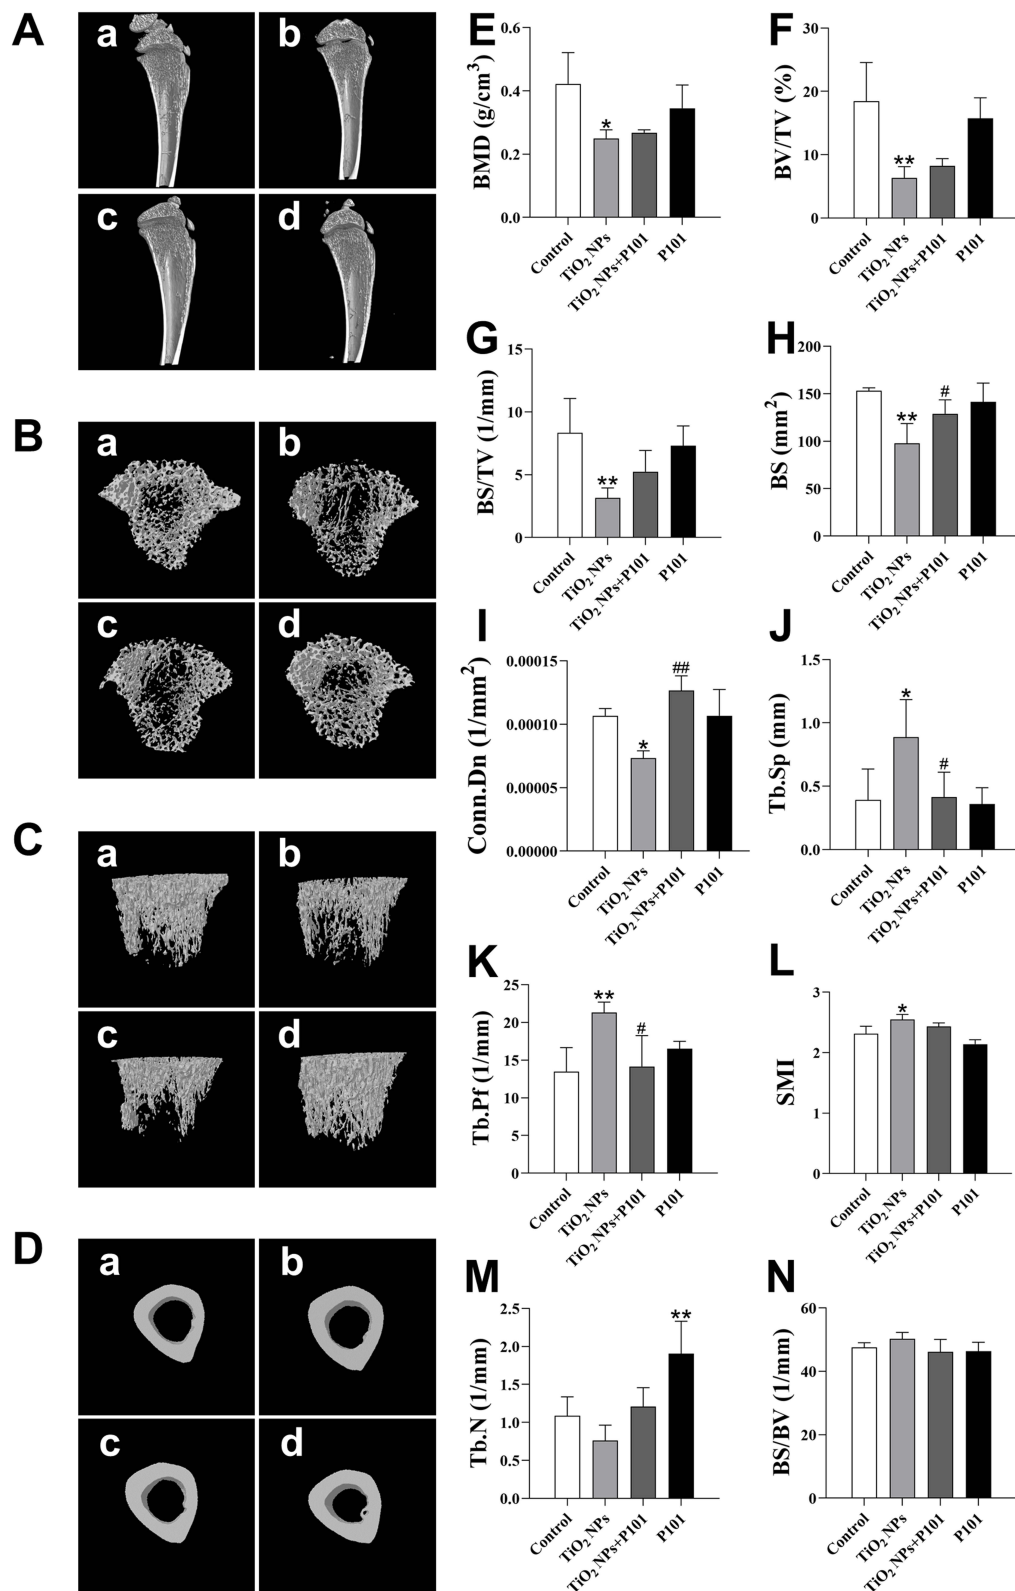 A
a
b
c
d
B
a
b
c
d
C
a
b
c
d
D
a
b
c
d
E
BMD (g/cm³)
0.6
0.4
0.2
0.0
*
Control
TiO₂ NPs
TiO₂ NPs+P101
P101
F
BV/TV (%)
30
20
10
0
**
Control
TiO₂ NPs
TiO₂ NPs+P101
P101
G
BS/TV (1/mm)
15
10
5
0
**
Control
TiO₂ NPs
TiO₂ NPs+P101
P101
H
BS (mm²)
200
150
100
50
0
**
#
Control
TiO₂ NPs
TiO₂ NPs+P101
P101
I
Conn.Dn (1/mm²)
0.00015
0.00010
0.00005
0.00000
*
##
Control
TiO₂ NPs
TiO₂ NPs+P101
P101
J
Tb.Sp (mm)
1.5
1.0
0.5
0.0
*
#
Control
TiO₂ NPs
TiO₂ NPs+P101
P101
K
Tb.Pf (1/mm)
25
20
15
10
5
0
**
#
Control
TiO₂ NPs
TiO₂ NPs+P101
P101
L
SMI
3
2
1
0
*
Control
TiO₂ NPs
TiO₂ NPs+P101
P101
M
Tb.N (1/mm)
2.5
2.0
1.5
1.0
0.5
0.0
**
Control
TiO₂ NPs
TiO₂ NPs+P101
P101
N
BS/BV (1/mm)
60
40
20
0
Control
TiO₂ NPs
TiO₂ NPs+P101
P101